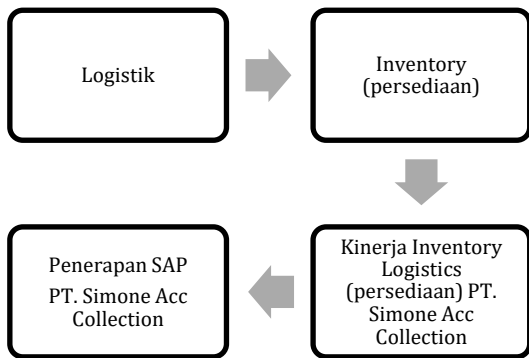 Logistik
Inventory
(persediaan)
Kinerja Inventory
Logistics
(persediaan) PT.
Simone Acc
Collection
Penerapan SAP
PT. Simone Acc
Collection